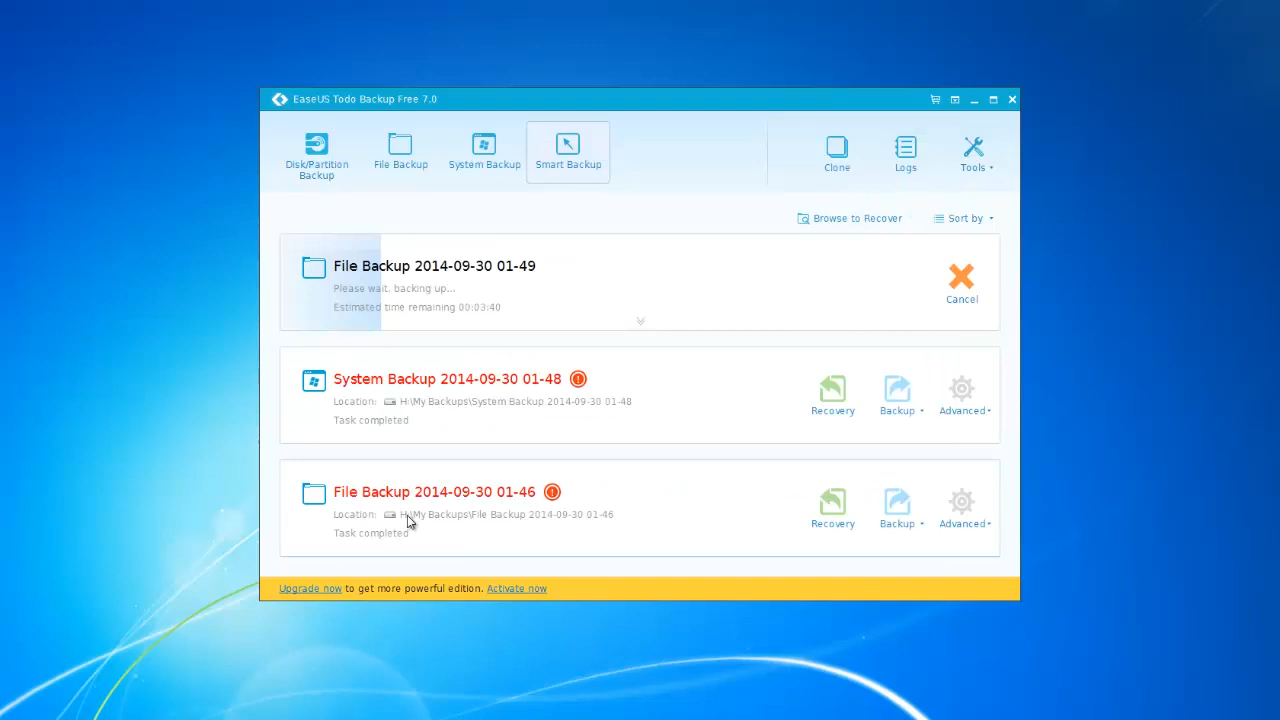 EaseUS Todo Backup Free 7.0
Disk/Partition
Backup
File Backup
System Backup
Smart Backup
Clone
Logs
Tools
Browse to Recover
Sort by
File Backup 2014-09-30 01-49
Please wait, backing up...
Estimated time remaining 00:03:40
Cancel
System Backup 2014-09-30 01-48
Location: H:\My Backups\System Backup 2014-09-30 01-48
Task completed
Recovery
Backup
Advanced
File Backup 2014-09-30 01-46
Location: H:\My Backups\File Backup 2014-09-30 01-46
Task completed
Recovery
Backup
Advanced
Upgrade now to get more powerful edition. Activate now